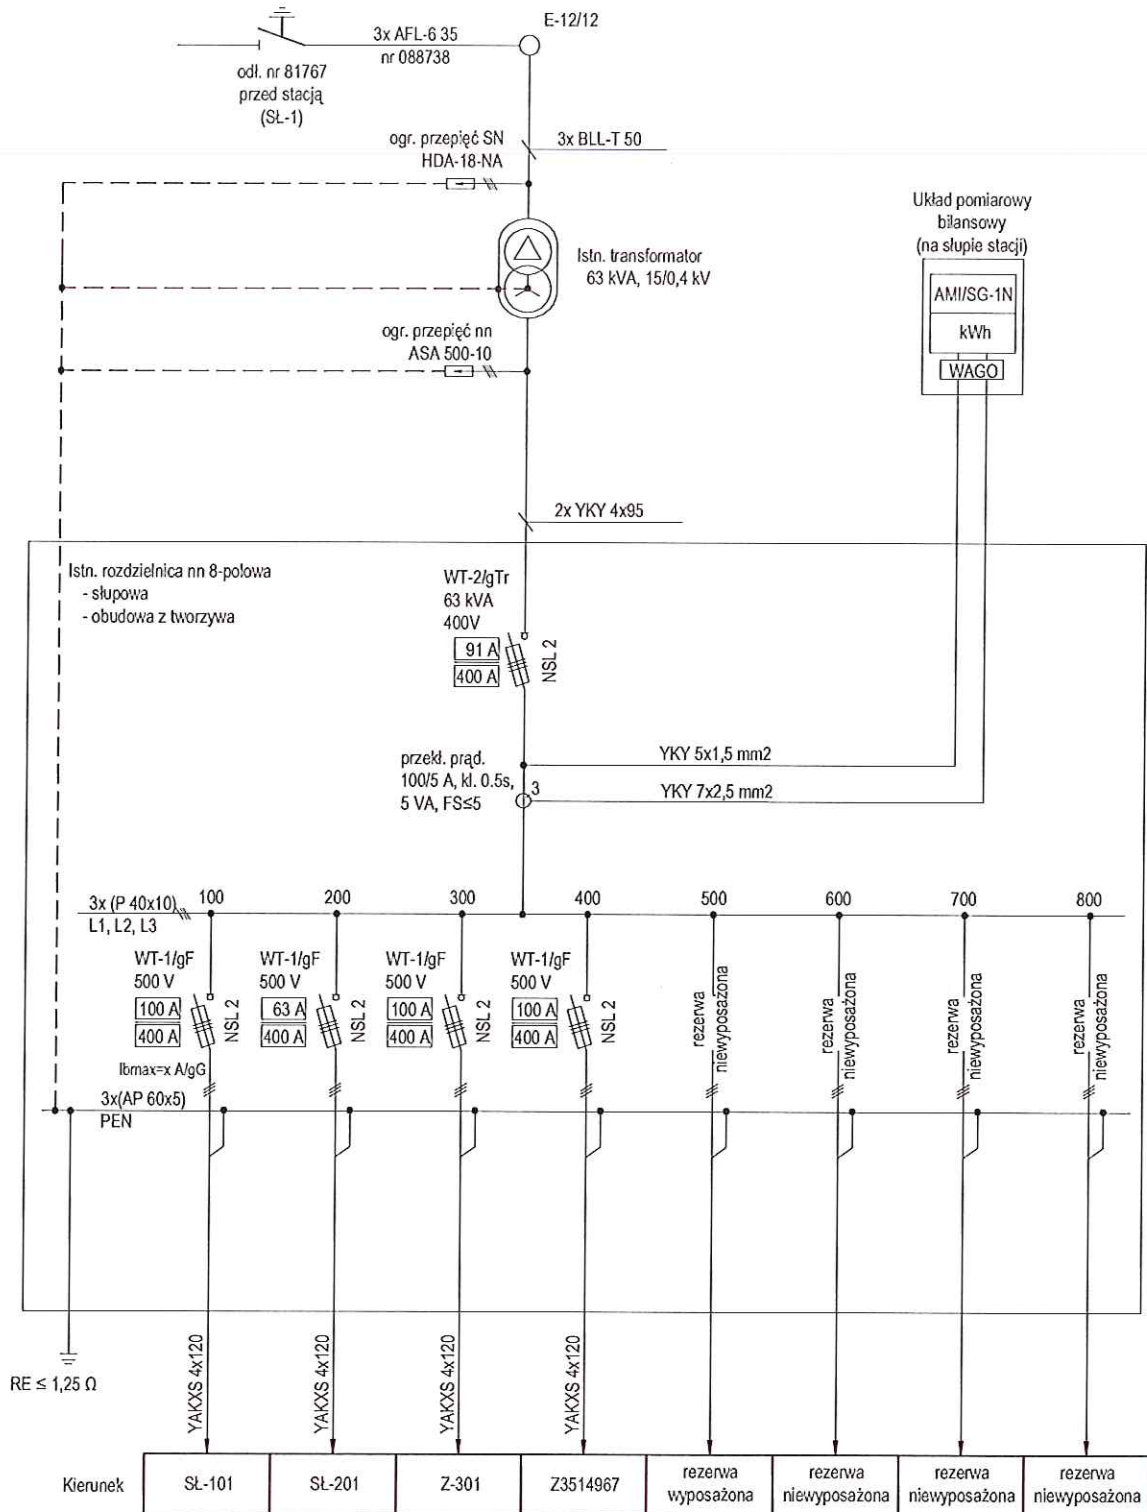 E-12/12
3x AFL-6 35
nr 088738
odł. nr 81767
przed stacją
(SŁ-1)
ogr. przepięć SN
HDA-18-NA
3x BLL-T 50
Układ pomiarowy
bilansowy
(na słupie stacji)
AMI/SG-1N
kWh
WAGO
Istn. transformator
63 kVA, 15/0,4 kV
ogr. przepięć nn
ASA 500-10
2x YKY 4x95
Istn. rozdzielnica nn 8-polowa
- słupowa
- obudowa z tworzywa
WT-2/gTr
63 kVA
400V
91 A
400 A
NSL 2
przekł. prąd.
100/5 A, kl. 0.5s,
5 VA, FS≤5
3
YKY 5x1,5 mm2
YKY 7x2,5 mm2
3x (P 40x10)
L1, L2, L3
100
200
300
400
500
600
700
800
WT-1/gF
500 V
100 A
400 A
NSL 2
WT-1/gF
500 V
63 A
400 A
NSL 2
WT-1/gF
500 V
100 A
400 A
NSL 2
WT-1/gF
500 V
100 A
400 A
NSL 2
rezerwa
niewyposażona
rezerwa
niewyposażona
rezerwa
niewyposażona
rezerwa
niewyposażona
Ibmax=x A/gG
3x(AP 60x5)
PEN
RE ≤ 1,25 Ω
YAKXS 4x120
YAKXS 4x120
YAKXS 4x120
YAKXS 4x120
Kierunek
SŁ-101
SŁ-201
Z-301
Z3514967
rezerwa
wyposażona
rezerwa
niewyposażona
rezerwa
niewyposażona
rezerwa
niewyposażona